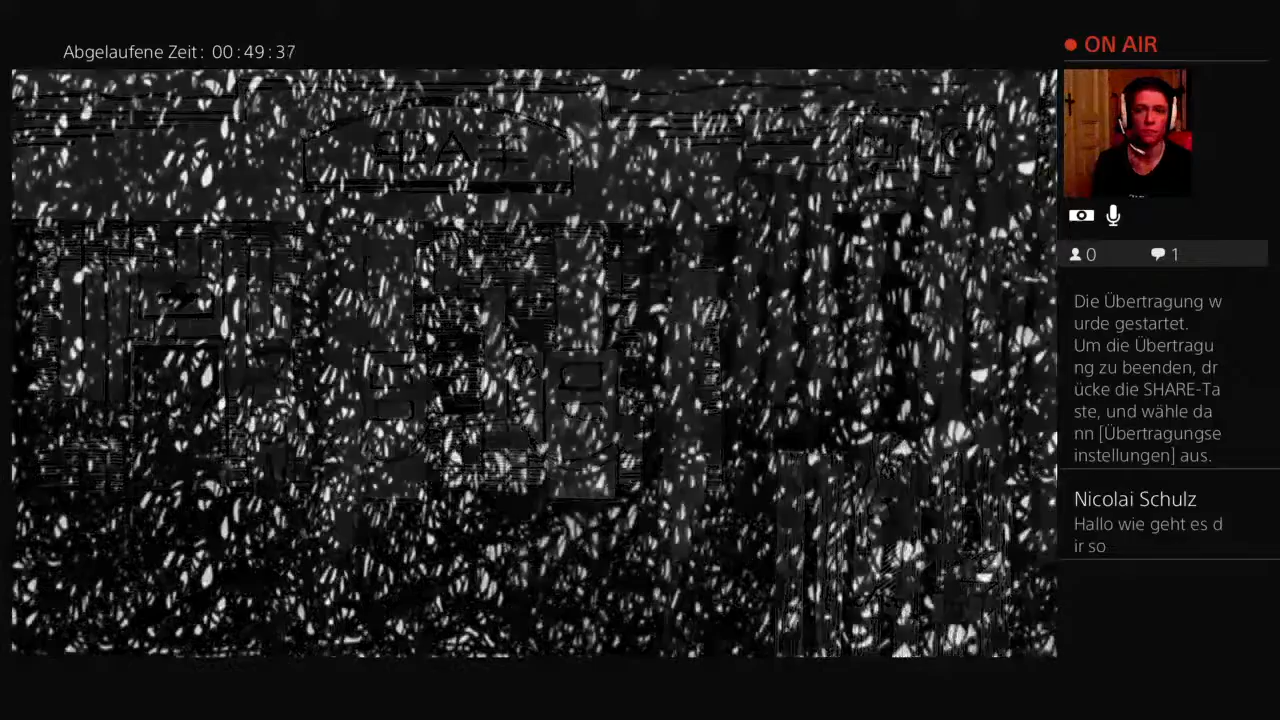 Abgelaufene Zeit: 00:49:37
ON AIR
0 1
Die Übertragung w
urde gestartet.
Um die Übertragu
ng zu beenden, dr
ücke die SHARE-Ta
ste, und wähle da
nn [Übertragungse
instellungen] aus.
Nicolai Schulz
Hallo wie geht es d
ir so